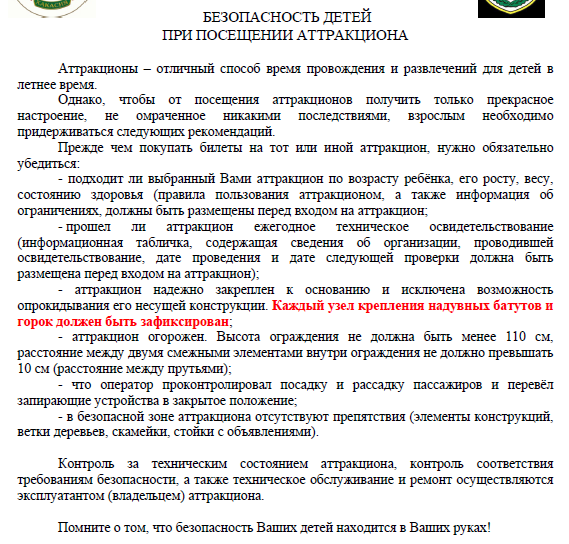 ХАКАСИЯ
БЕЗОПАСНОСТЬ ДЕТЕЙ
ПРИ ПОСЕЩЕНИИ АТТРАКЦИОНА
Аттракционы – отличный способ время провождения и развлечений для детей в
летнее время.
Однако, чтобы от посещения аттракционов получить только прекрасное
настроение, не омраченное никакими последствиями, взрослым необходимо
придерживаться следующих рекомендаций.
Прежде чем покупать билеты на тот или иной аттракцион, нужно обязательно
убедиться:
- подходит ли выбранный Вами аттракцион по возрасту ребёнка, его росту, весу,
состоянию здоровья (правила пользования аттракционом, а также информация об
ограничениях, должны быть размещены перед входом на аттракцион;
- прошел ли аттракцион ежегодное техническое освидетельствование
(информационная табличка, содержащая сведения об организации, проводившей
освидетельствование, дате проведения и дате следующей проверки должна быть
размещена перед входом на аттракцион);
- аттракцион надежно закреплен к основанию и исключена возможность
опрокидывания его несущей конструкции. Каждый узел крепления надувных батутов и
горок должен быть зафиксирован;
- аттракцион огорожен. Высота ограждения не должна быть менее 110 см,
расстояние между двумя смежными элементами внутри ограждения не должно превышать
10 см (расстояние между прутьями);
- что оператор проконтролировал посадку и рассадку пассажиров и перевёл
запирающие устройства в закрытое положение;
- в безопасной зоне аттракциона отсутствуют препятствия (элементы конструкций,
ветки деревьев, скамейки, стойки с объявлениями).
Контроль за техническим состоянием аттракциона, контроль соответствия
требованиям безопасности, а также техническое обслуживание и ремонт осуществляются
эксплуатантом (владельцем) аттракциона.
Помните о том, что безопасность Ваших детей находится в Ваших руках!